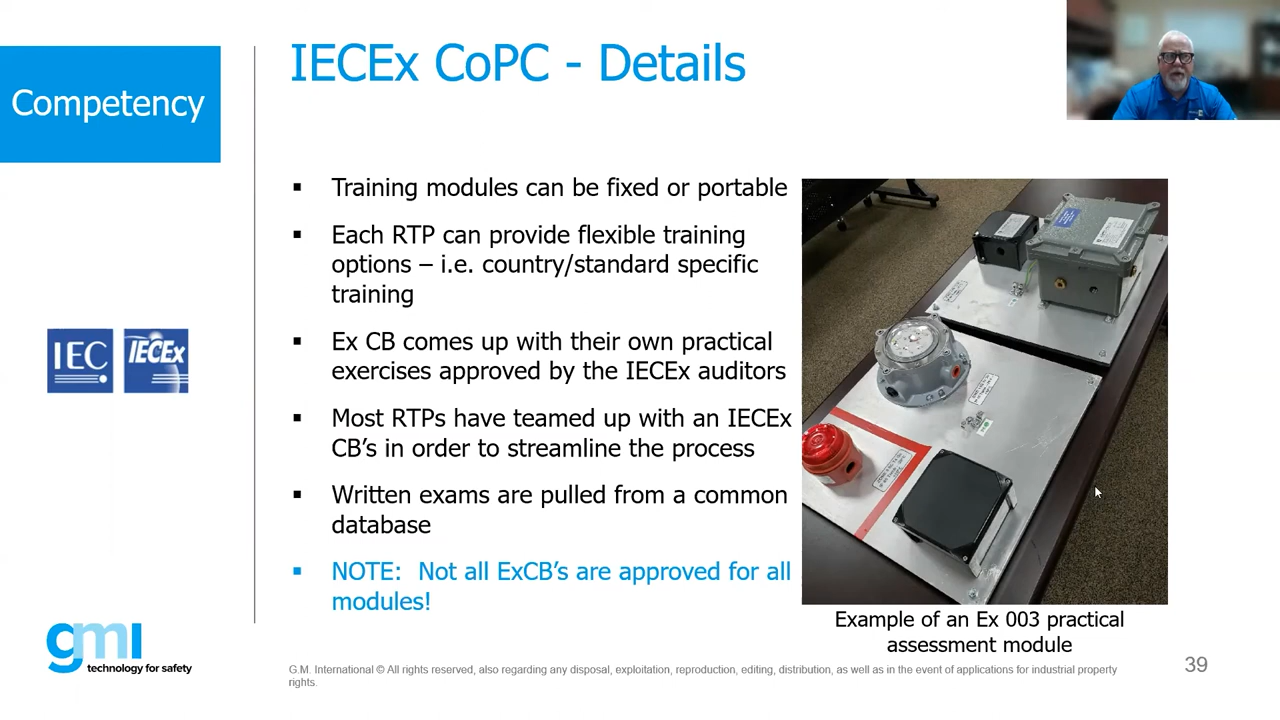 Competency
IECEx CoPC - Details
▪ Training modules can be fixed or portable
▪ Each RTP can provide flexible training
options – i.e. country/standard specific
training
▪ Ex CB comes up with their own practical
exercises approved by the IECEx auditors
▪ Most RTPs have teamed up with an IECEx
CB’s in order to streamline the process
▪ Written exams are pulled from a common
database
▪ NOTE: Not all ExCB’s are approved for all
modules!
IEC
IECEx
Example of an Ex 003 practical
assessment module
gmi
technology for safety
G.M. International © All rights reserved, also regarding any disposal, exploitation, reproduction, editing, distribution, as well as in the event of applications for industrial property
rights.
39